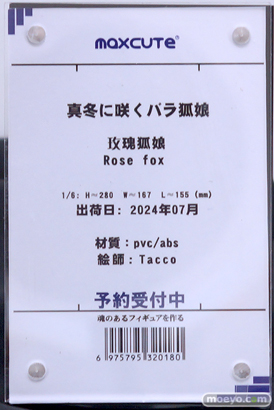 maxcute®
真冬に咲くバラ狐娘
玫瑰狐娘
Rose fox
1/6: H~280 W~167 L~155 (mm)
出荷日: 2024年07月
材質：pvc/abs
絵師：Tacco
予約受付中
魂のあるフィギュアを作る
6 975795 320180
moeyo.com